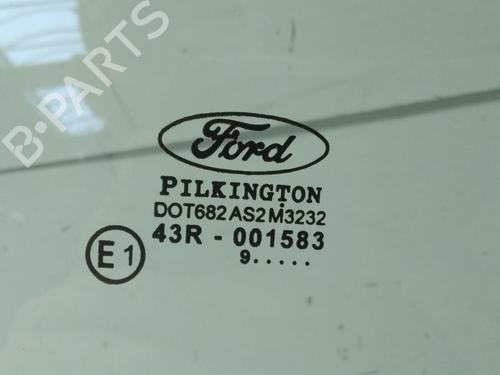 B-PARTS
Ford
PILKINGTON
DOT682AS2M3232
43R - 001583
E1
9.....